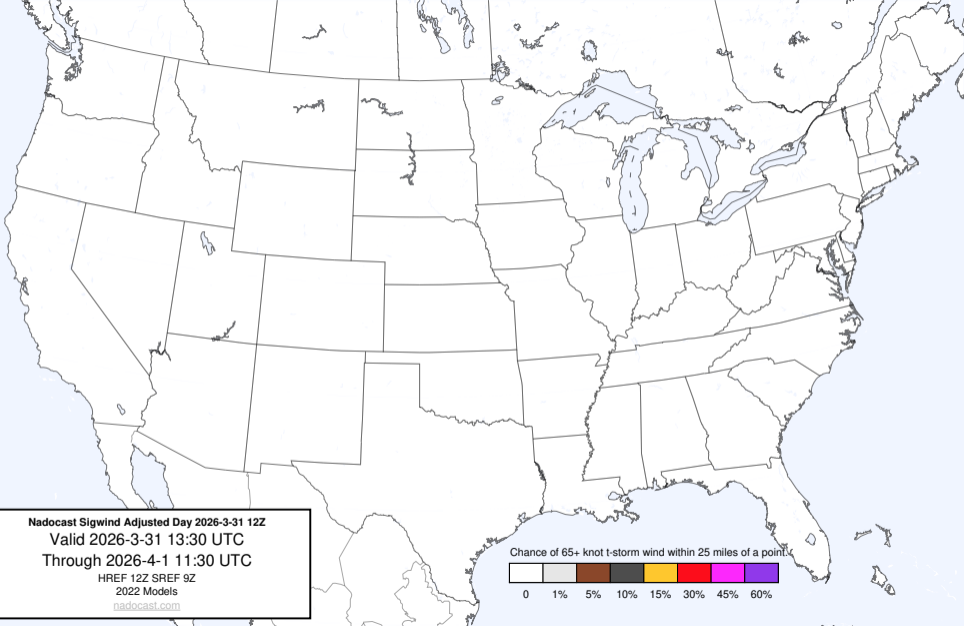 Nadocast Sigwind Adjusted Day 2026-3-31 12Z
Valid 2026-3-31 13:30 UTC
Through 2026-4-1 11:30 UTC
HREF 12Z SREF 9Z
2022 Models
nadocast.com
Chance of 65+ knot t-storm wind within 25 miles of a point.
0 1% 5% 10% 15% 30% 45% 60%